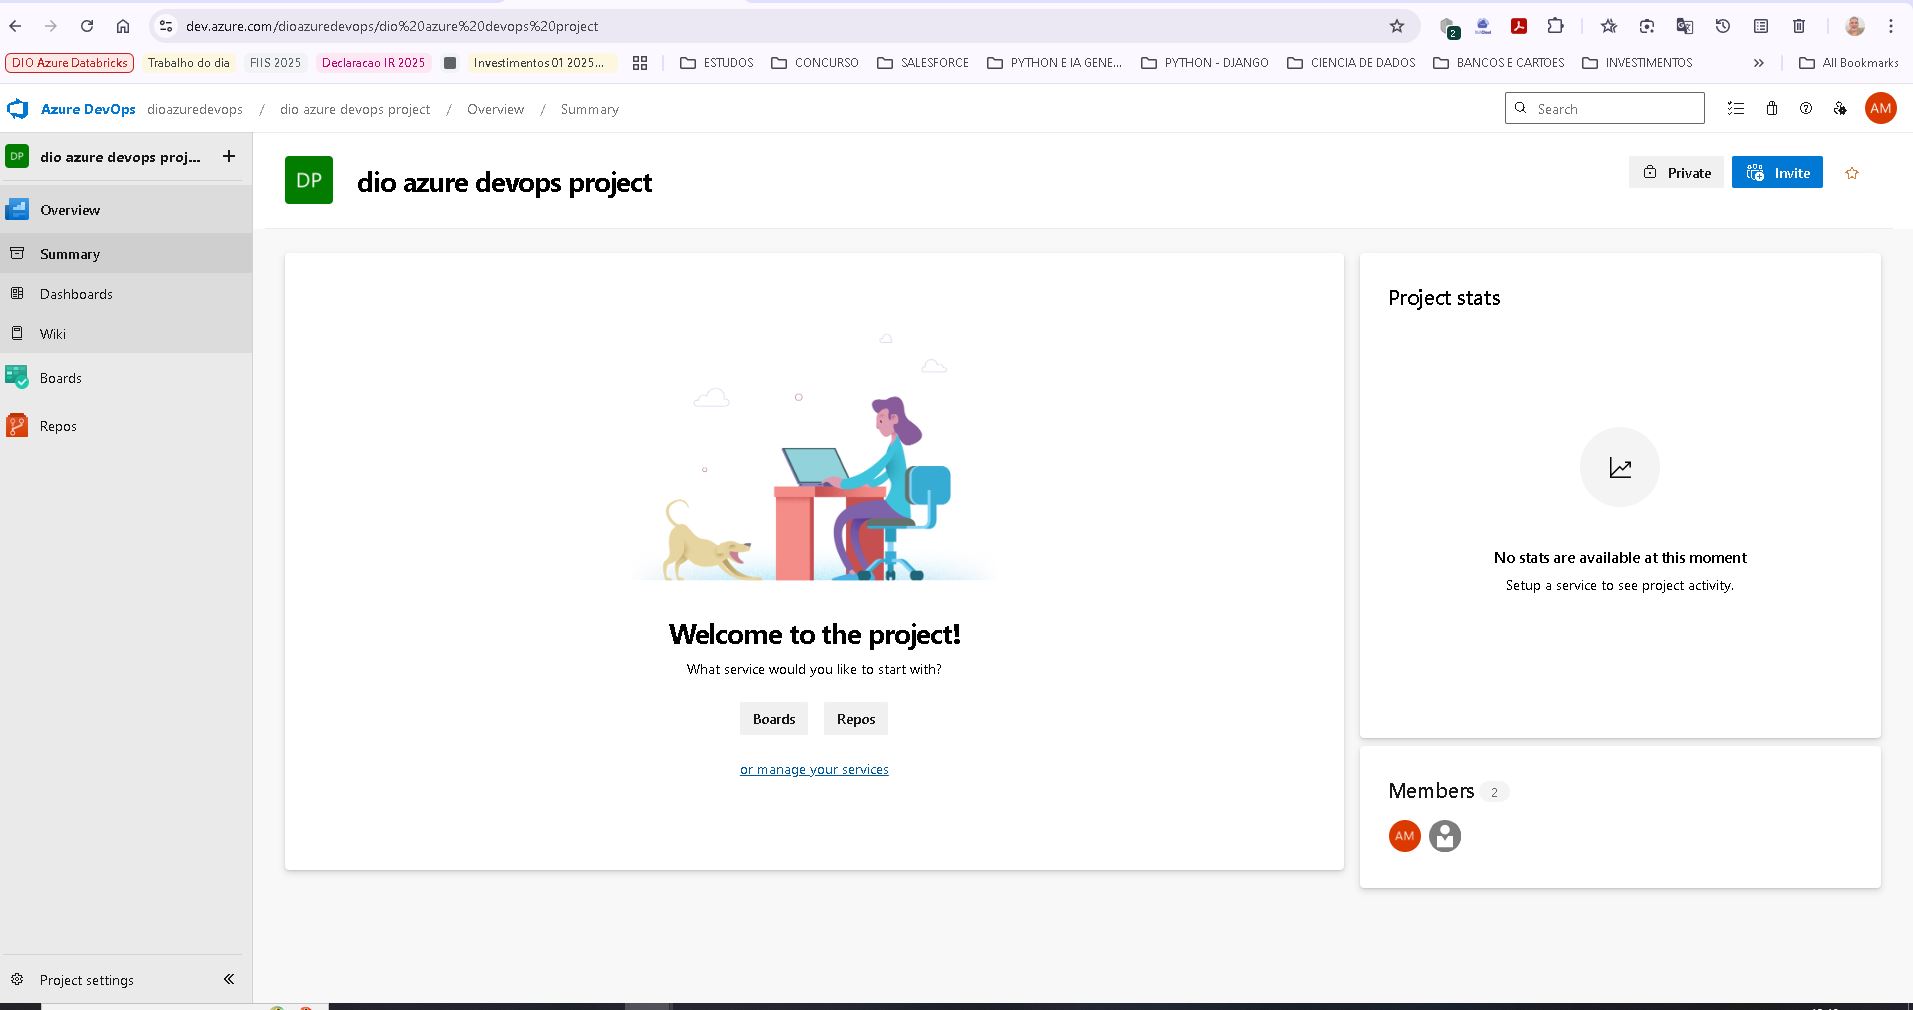 dev.azure.com/dioazuredevops/dio%20azure%20devops%20project
2
DIO Azure Databricks Trabalho do dia FIIS 2025 Declaracao IR 2025 Investimentos 01 2025... ESTUDOS CONCURSO SALESFORCE PYTHON E IA GENE... PYTHON - DJANGO CIENCIA DE DADOS BANCOS E CARTOES INVESTIMENTOS » All Bookmarks
Azure DevOps dioazuredevops / dio azure devops project / Overview / Summary Search AM
DP dio azure devops proj... +
DP dio azure devops project Private Invite
Overview
Summary
Dashboards
Wiki
Boards
Repos
Welcome to the project!
What service would you like to start with?
Boards Repos
or manage your services
Project stats
No stats are available at this moment
Setup a service to see project activity.
Members 2
AM
Project settings «